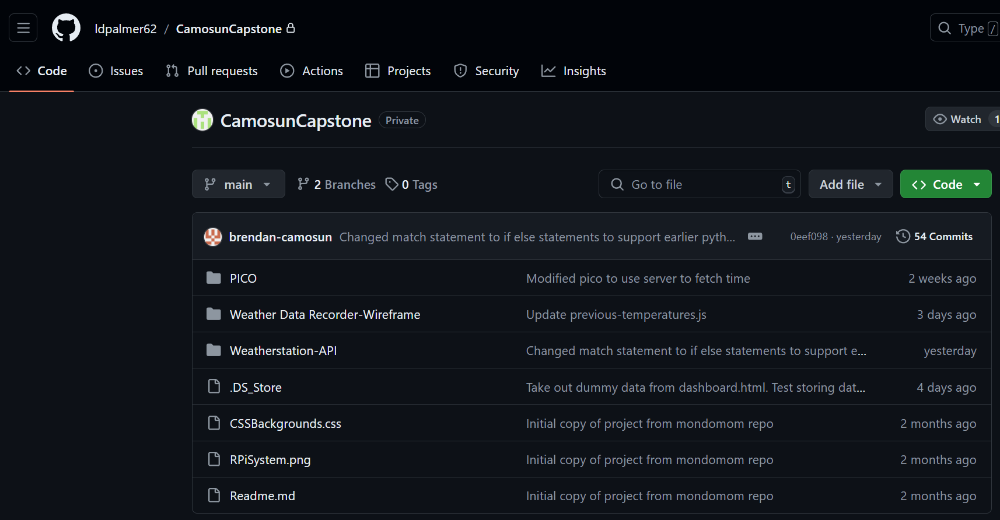 ldpalmer62 / CamosunCapstone
Type /
Code Issues Pull requests Actions Projects Security Insights
CamosunCapstone Private
Watch 1
main 2 Branches 0 Tags Go to file t Add file Code
brendan-camosun Changed match statement to if else statements to support earlier pyth... 0eef098 · yesterday 54 Commits
PICO Modified pico to use server to fetch time 2 weeks ago
Weather Data Recorder-Wireframe Update previous-temperatures.js 3 days ago
Weatherstation-API Changed match statement to if else statements to support e... yesterday
.DS_Store Take out dummy data from dashboard.html. Test storing dat... 4 days ago
CSSBackgrounds.css Initial copy of project from mondomom repo 2 months ago
RPiSystem.png Initial copy of project from mondomom repo 2 months ago
Readme.md Initial copy of project from mondomom repo 2 months ago